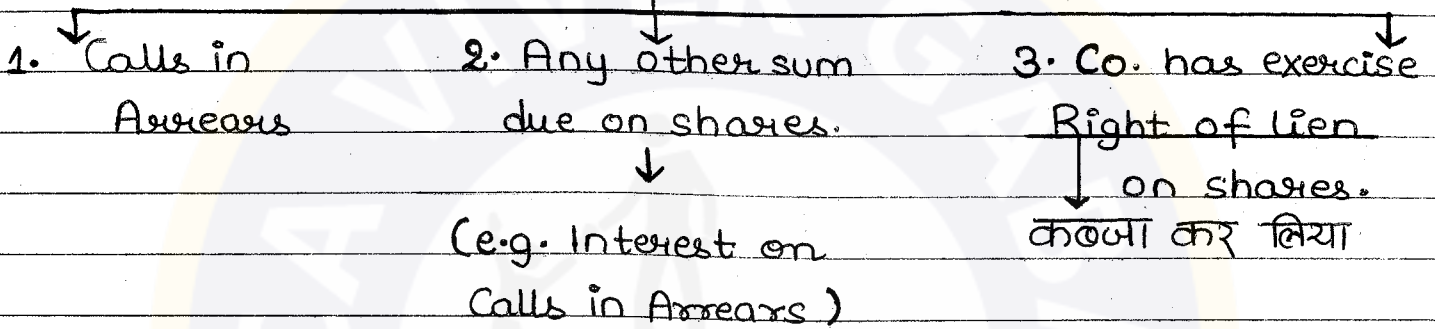 1. Calls in Arrears
2. Any other sum due on shares.
(e.g. Interest on Calls in Arrears)
3. Co. has exercise Right of lien on shares.
कब्जा कर लिया